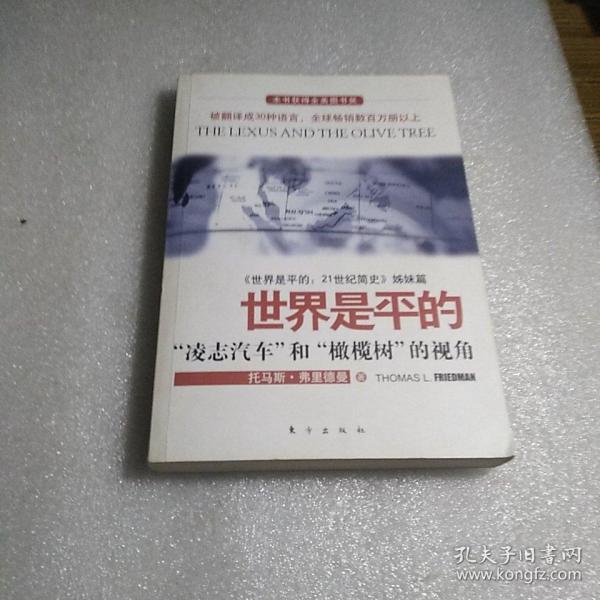 本书获得全美图书奖
被翻译成30种语言，全球畅销数百万册以上
THE LEXUS AND THE OLIVE TREE
《世界是平的：21世纪简史》姊妹篇
世界是平的
“凌志汽车”和“橄榄树”的视角
托马斯·弗里德曼 著 THOMAS L. FRIEDMAN
东方出版社
孔夫子旧書网
www.kongfz.com